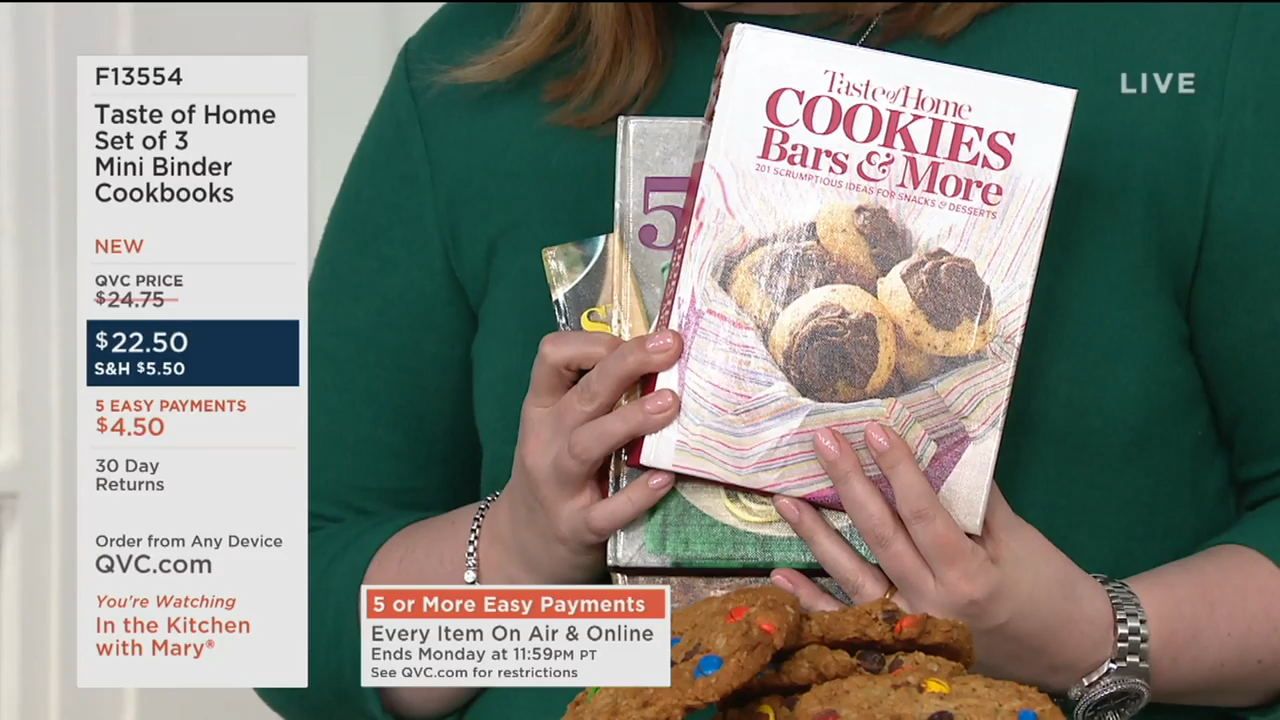 F13554
Taste of Home
Set of 3
Mini Binder
Cookbooks
NEW
QVC PRICE
$24.75
$22.50
S&H $5.50
5 EASY PAYMENTS
$4.50
30 Day
Returns
Order from Any Device
QVC.com
You're Watching
In the Kitchen
with Mary®
5 or More Easy Payments
Every Item On Air & Online
Ends Monday at 11:59PM PT
See QVC.com for restrictions
LIVE
Taste of Home
COOKIES
Bars & More
201 SCRUMPTIOUS IDEAS FOR SNACKS & DESSERTS
5
S